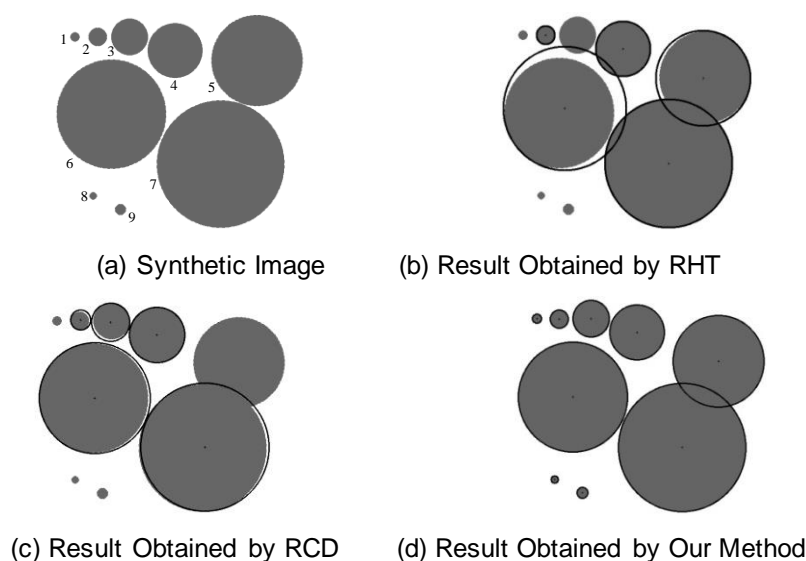 1
2
3
4
5
6
7
8
9
(a) Synthetic Image
(b) Result Obtained by RHT
(c) Result Obtained by RCD
(d) Result Obtained by Our Method